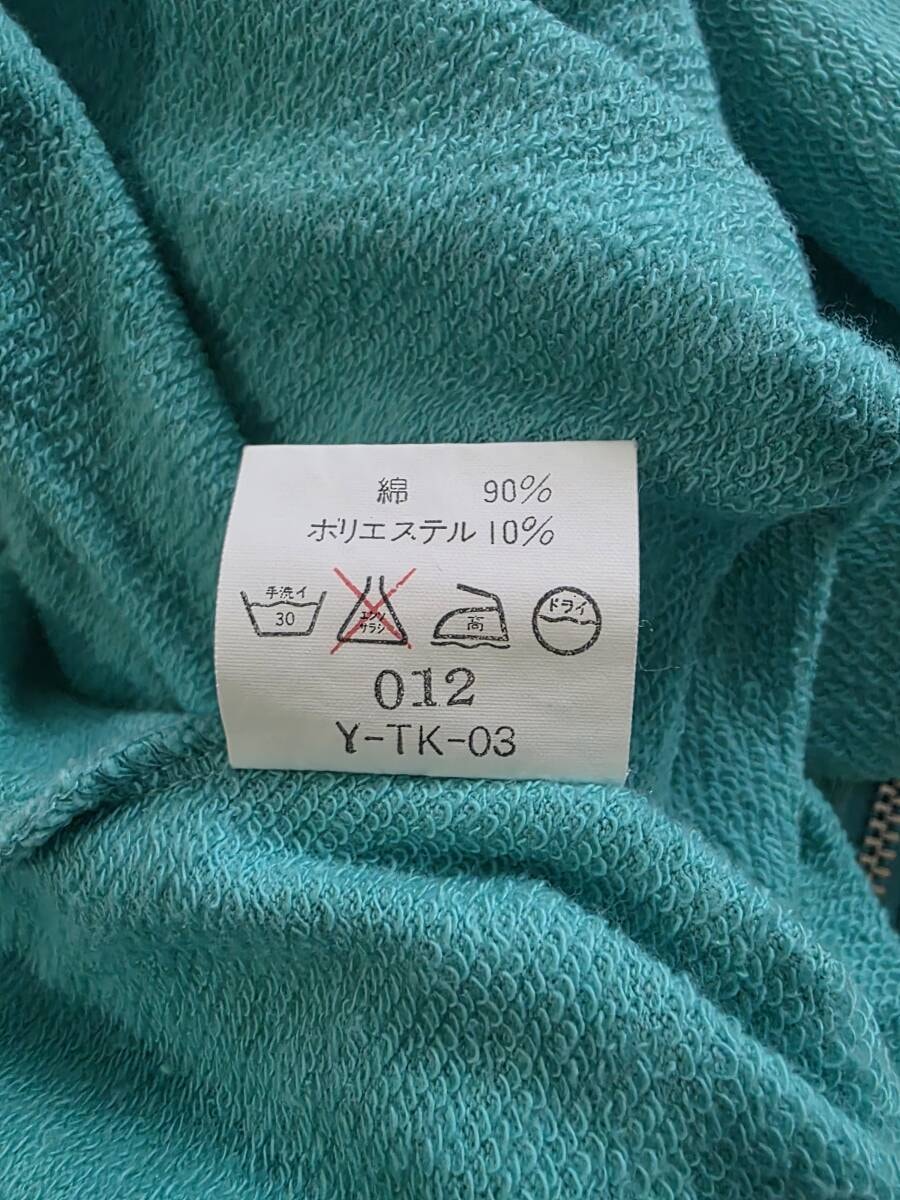 綿 90%
ポリエステル 10%
手洗イ
30
エンソ
サラシ
高
ドライ
012
Y-TK-03